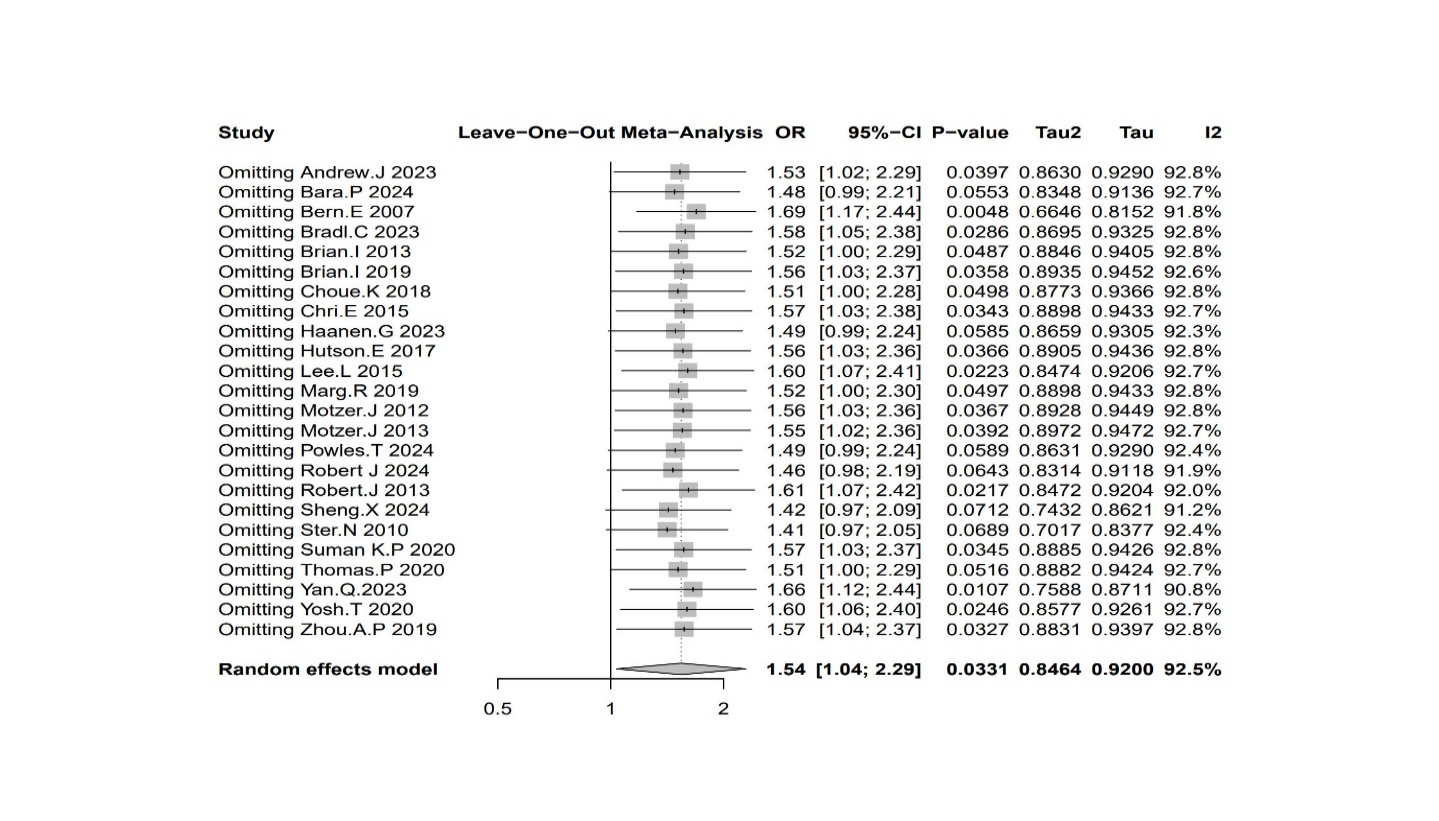 Study Leave−One−Out Meta−Analysis OR 95%−CI P−value Tau2 Tau I2
Omitting Andrew.J 2023 1.53 [1.02; 2.29] 0.0397 0.8630 0.9290 92.8%
Omitting Bara.P 2024 1.48 [0.99; 2.21] 0.0553 0.8348 0.9136 92.7%
Omitting Bern.E 2007 1.69 [1.17; 2.44] 0.0048 0.6646 0.8152 91.8%
Omitting Bradl.C 2023 1.58 [1.05; 2.38] 0.0286 0.8695 0.9325 92.8%
Omitting Brian.I 2013 1.52 [1.00; 2.29] 0.0487 0.8846 0.9405 92.8%
Omitting Brian.I 2019 1.56 [1.03; 2.37] 0.0358 0.8935 0.9452 92.6%
Omitting Choue.K 2018 1.51 [1.00; 2.28] 0.0498 0.8773 0.9366 92.8%
Omitting Chri.E 2015 1.57 [1.03; 2.38] 0.0343 0.8898 0.9433 92.7%
Omitting Haanen.G 2023 1.49 [0.99; 2.24] 0.0585 0.8659 0.9305 92.3%
Omitting Hutson.E 2017 1.56 [1.03; 2.36] 0.0366 0.8905 0.9436 92.8%
Omitting Lee.L 2015 1.60 [1.07; 2.41] 0.0223 0.8474 0.9206 92.7%
Omitting Marg.R 2019 1.52 [1.00; 2.30] 0.0497 0.8898 0.9433 92.8%
Omitting Motzer.J 2012 1.56 [1.03; 2.36] 0.0367 0.8928 0.9449 92.8%
Omitting Motzer.J 2013 1.55 [1.02; 2.36] 0.0392 0.8972 0.9472 92.7%
Omitting Powles.T 2024 1.49 [0.99; 2.24] 0.0589 0.8631 0.9290 92.4%
Omitting Robert J 2024 1.46 [0.98; 2.19] 0.0643 0.8314 0.9118 91.9%
Omitting Robert.J 2013 1.61 [1.07; 2.42] 0.0217 0.8472 0.9204 92.0%
Omitting Sheng.X 2024 1.42 [0.97; 2.09] 0.0712 0.7432 0.8621 91.2%
Omitting Ster.N 2010 1.41 [0.97; 2.05] 0.0689 0.7017 0.8377 92.4%
Omitting Suman K.P 2020 1.57 [1.03; 2.37] 0.0345 0.8885 0.9426 92.8%
Omitting Thomas.P 2020 1.51 [1.00; 2.29] 0.0516 0.8882 0.9424 92.7%
Omitting Yan.Q.2023 1.66 [1.12; 2.44] 0.0107 0.7588 0.8711 90.8%
Omitting Yosh.T 2020 1.60 [1.06; 2.40] 0.0246 0.8577 0.9261 92.7%
Omitting Zhou.A.P 2019 1.57 [1.04; 2.37] 0.0327 0.8831 0.9397 92.8%
Random effects model 1.54 [1.04; 2.29] 0.0331 0.8464 0.9200 92.5%
0.5 1 2